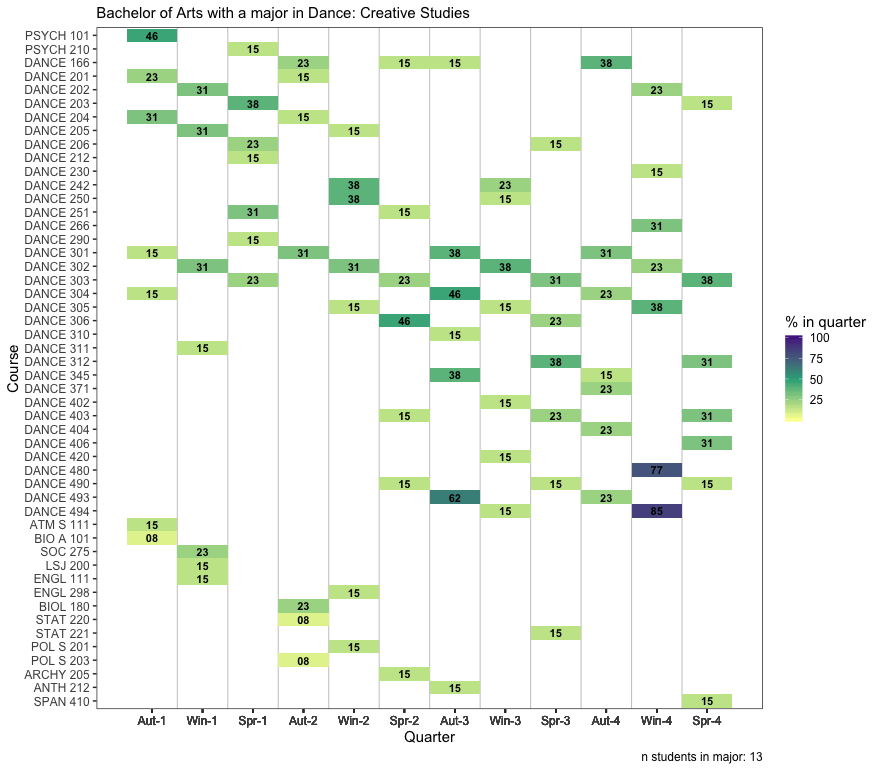 Bachelor of Arts with a major in Dance: Creative Studies
PSYCH 101 46
PSYCH 210 15
DANCE 166 23 15 15 38
DANCE 201 23 15
DANCE 202 31 23
DANCE 203 38 15
DANCE 204 31 15
DANCE 205 31 15
DANCE 206 23 15
DANCE 212 15
DANCE 230 15
DANCE 242 38 23
DANCE 250 38 15
DANCE 251 31 15
DANCE 266 31
DANCE 290 15
DANCE 301 15 31 38 31
DANCE 302 31 31 38 23
DANCE 303 23 23 31 38
DANCE 304 15 46 23
DANCE 305 15 15 38
DANCE 306 46 23
DANCE 310 15
DANCE 311 15
DANCE 312 38 31
DANCE 345 38 15
DANCE 371 23
DANCE 402 15
DANCE 403 15 23 31
DANCE 404 23
DANCE 406 31
DANCE 420 15
DANCE 480 77
DANCE 490 15 15 15
DANCE 493 62 23
DANCE 494 15 85
ATM S 111 15
BIO A 101 08
SOC 275 23
LSJ 200 15
ENGL 111 15
ENGL 298 15
BIOL 180 23
STAT 220 08
STAT 221 15
POL S 201 15
POL S 203 08
ARCHY 205 15
ANTH 212 15
SPAN 410 15
Course
Aut-1 Win-1 Spr-1 Aut-2 Win-2 Spr-2 Aut-3 Win-3 Spr-3 Aut-4 Win-4 Spr-4
Quarter
% in quarter
100
75
50
25
n students in major: 13